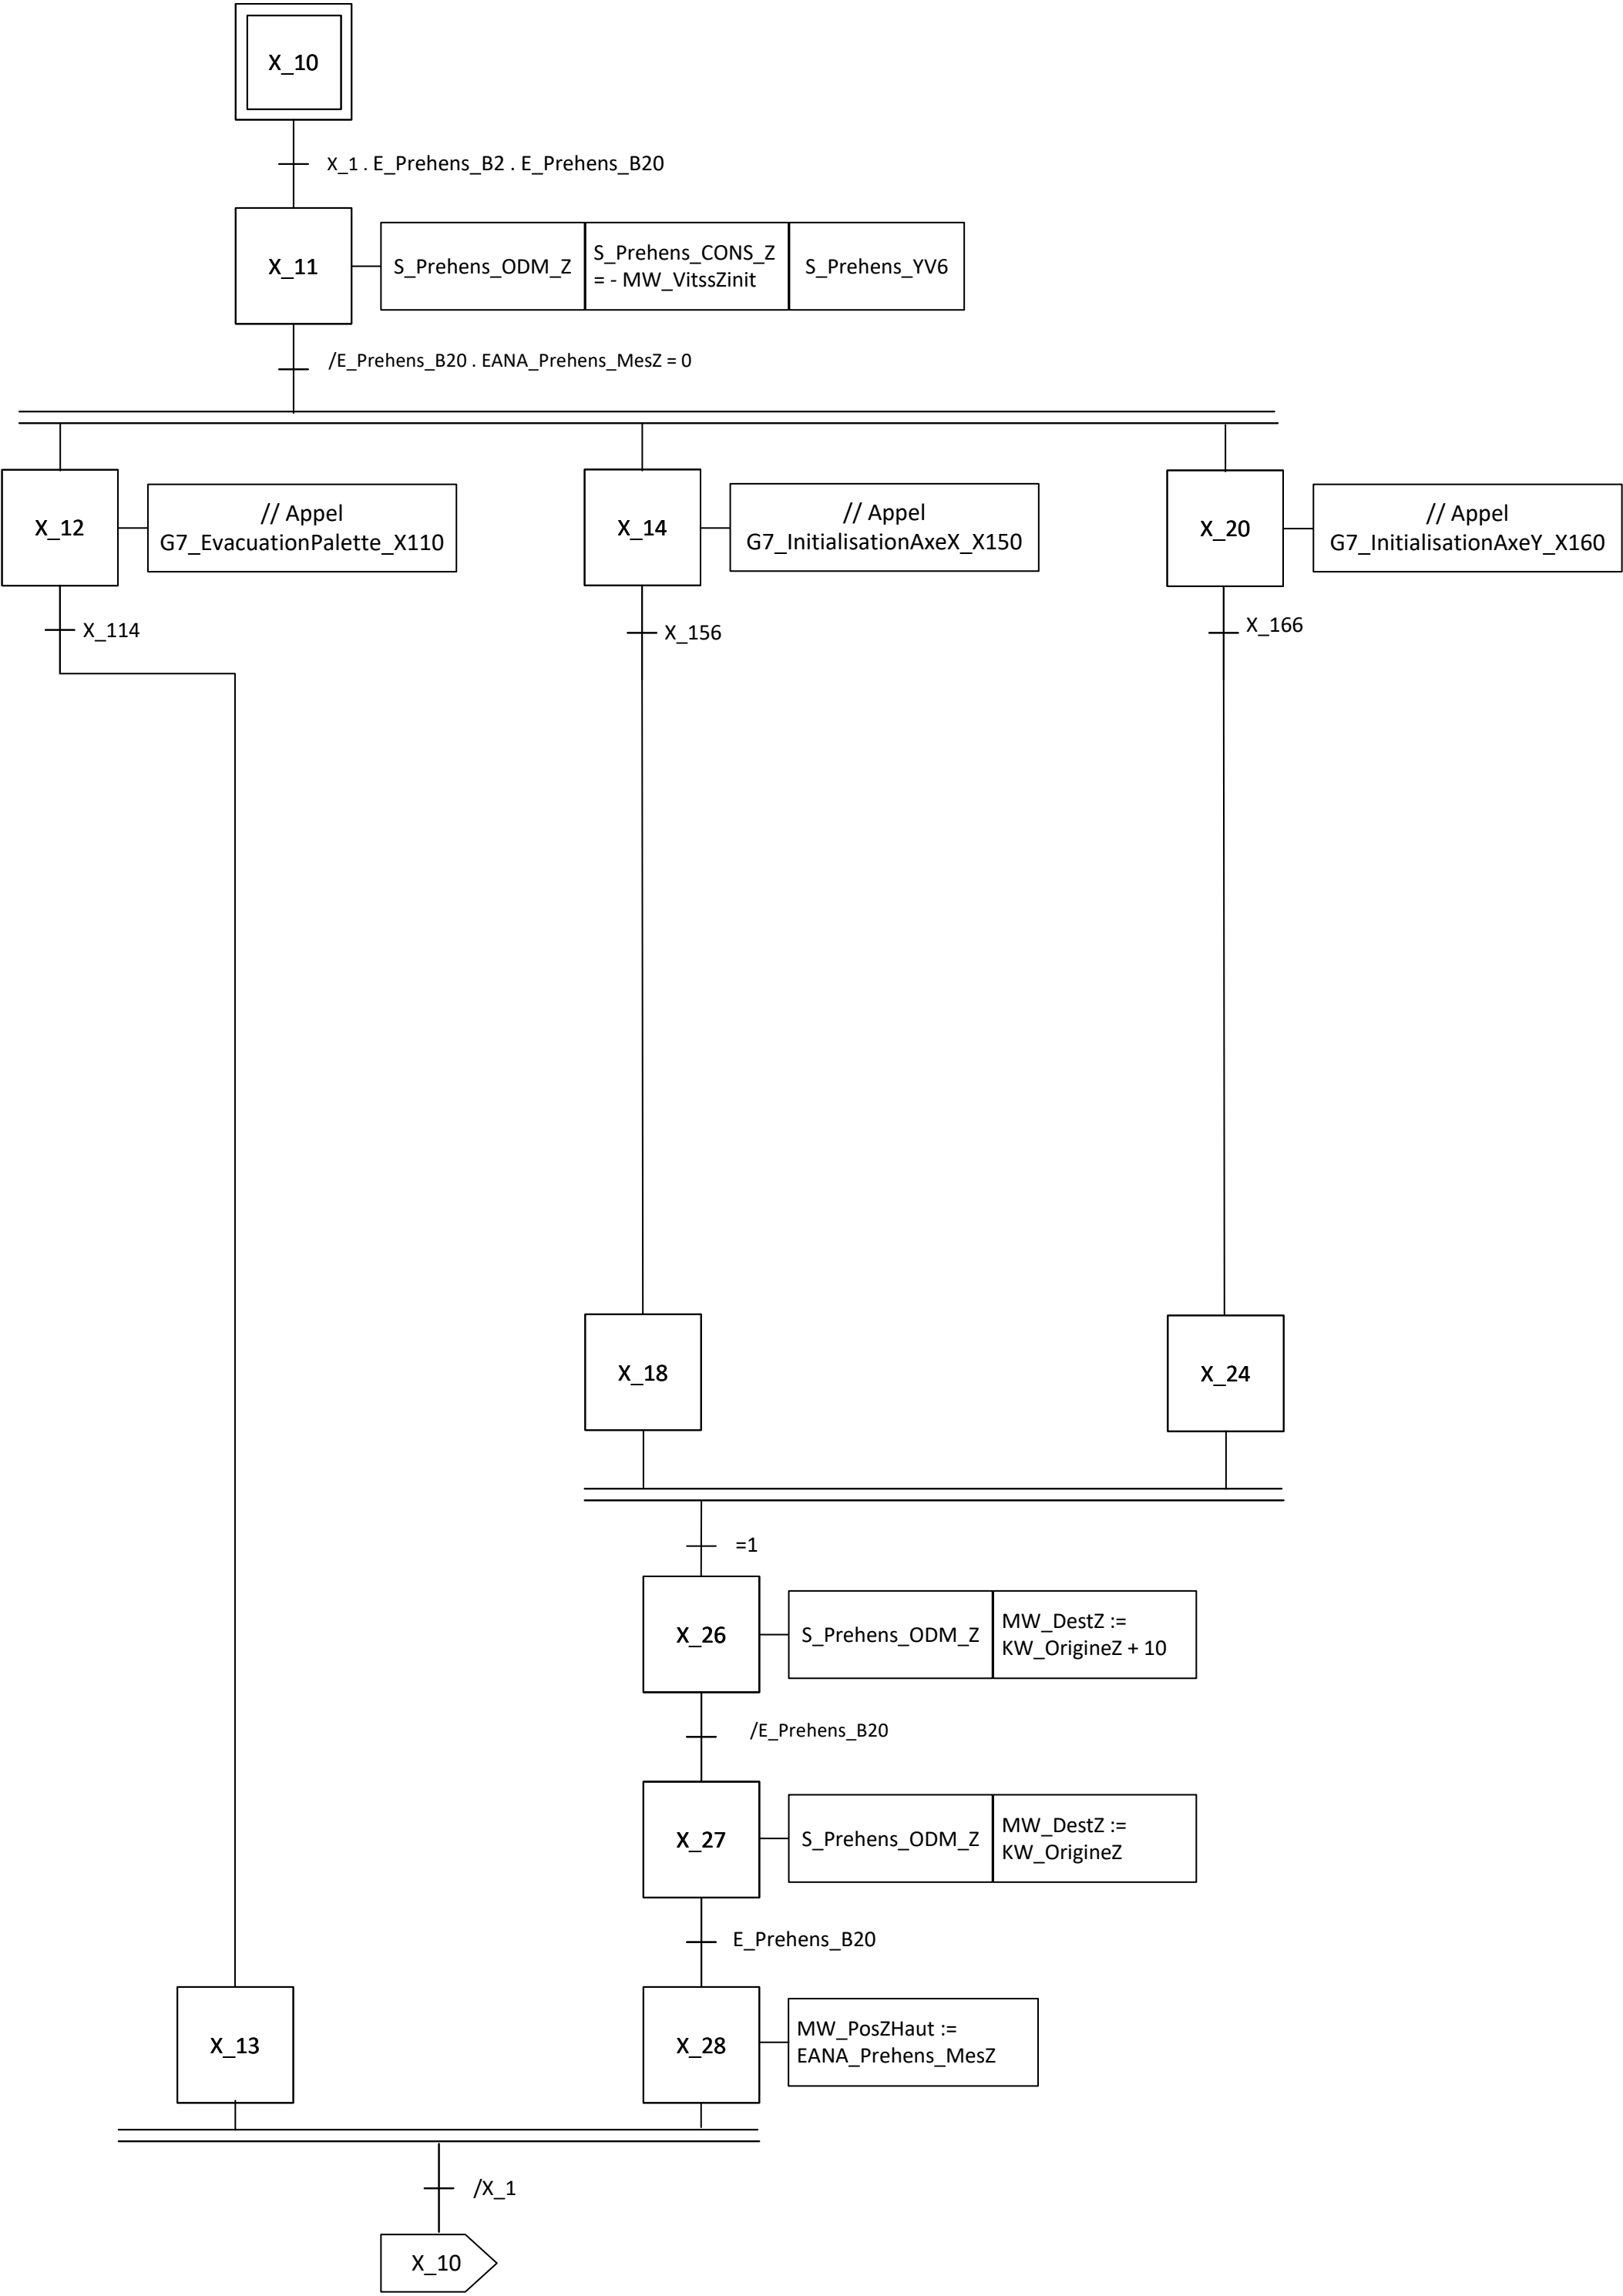 X_10
X_1 . E_Prehens_B2 . E_Prehens_B20
X_11
S_Prehens_ODM_Z
S_Prehens_CONS_Z
= - MW_VitssZinit
S_Prehens_YV6
/E_Prehens_B20 . EANA_Prehens_MesZ = 0
X_12
// Appel
G7_EvacuationPalette_X110
X_14
// Appel
G7_InitialisationAxeX_X150
X_20
// Appel
G7_InitialisationAxeY_X160
X_114
X_156
X_166
X_18
X_24
=1
X_26
S_Prehens_ODM_Z
MW_DestZ :=
KW_OrigineZ + 10
/E_Prehens_B20
X_27
S_Prehens_ODM_Z
MW_DestZ :=
KW_OrigineZ
E_Prehens_B20
X_13
X_28
MW_PosZHaut :=
EANA_Prehens_MesZ
/X_1
X_10